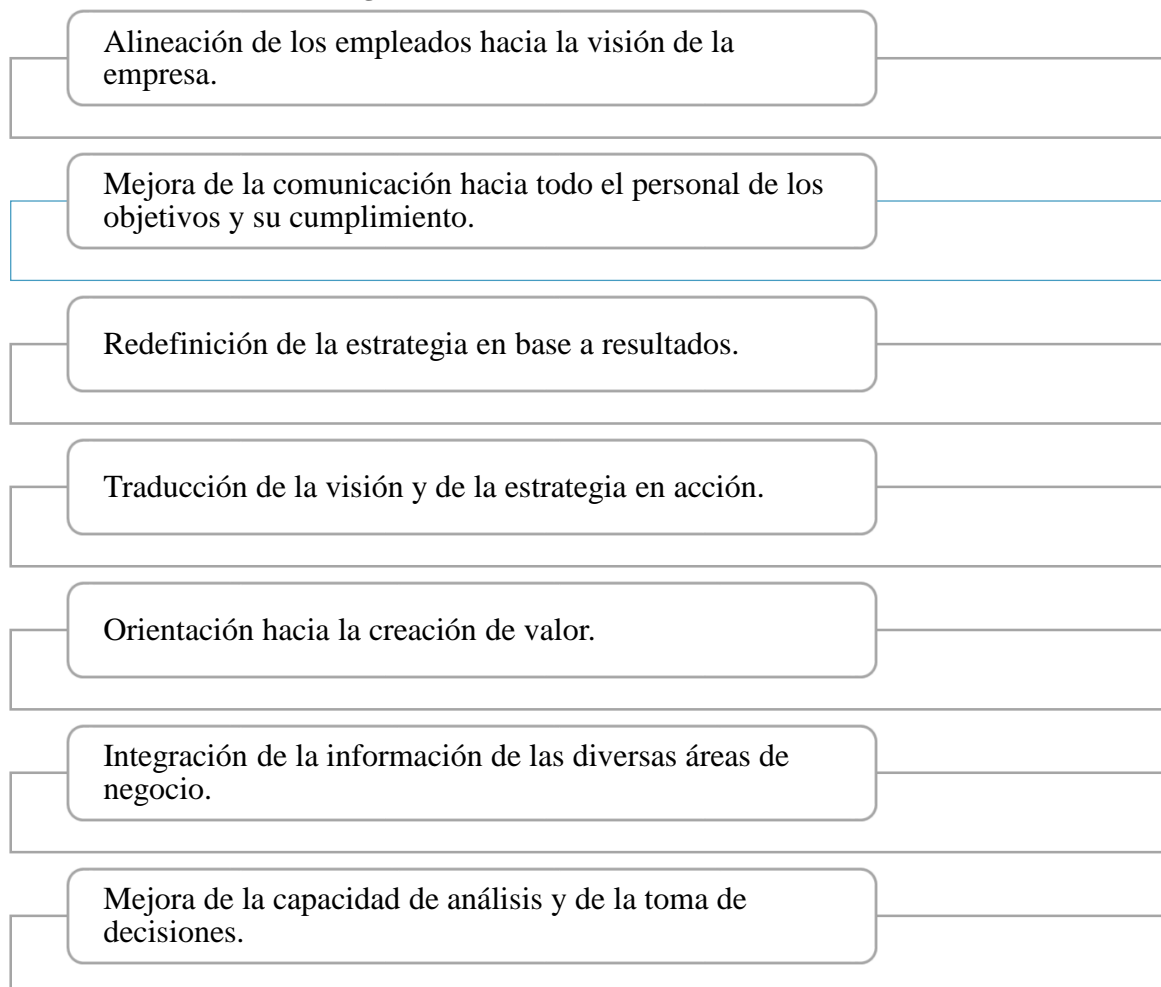 Alineación de los empleados hacia la visión de la
empresa.
Mejora de la comunicación hacia todo el personal de los
objetivos y su cumplimiento.
Redefinición de la estrategia en base a resultados.
Traducción de la visión y de la estrategia en acción.
Orientación hacia la creación de valor.
Integración de la información de las diversas áreas de
negocio.
Mejora de la capacidad de análisis y de la toma de
decisiones.